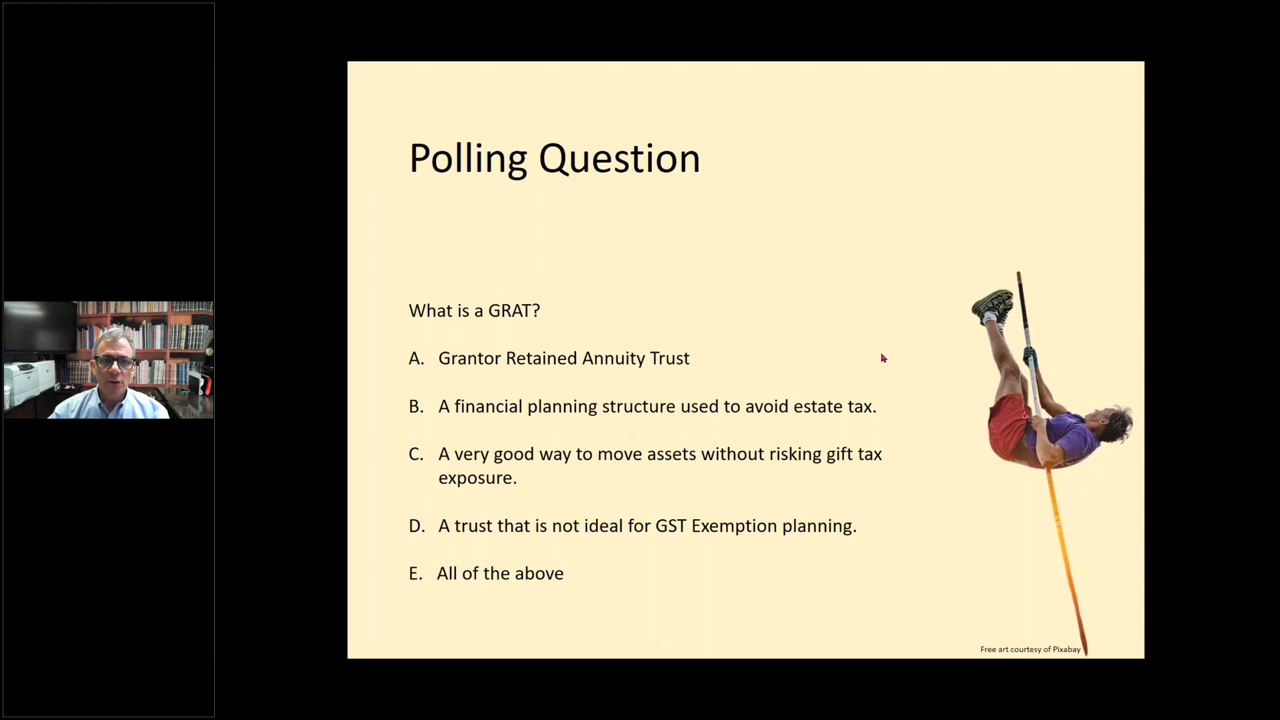 Polling Question
What is a GRAT?
A. Grantor Retained Annuity Trust
B. A financial planning structure used to avoid estate tax.
C. A very good way to move assets without risking gift tax
exposure.
D. A trust that is not ideal for GST Exemption planning.
E. All of the above
Free art courtesy of Pixabay